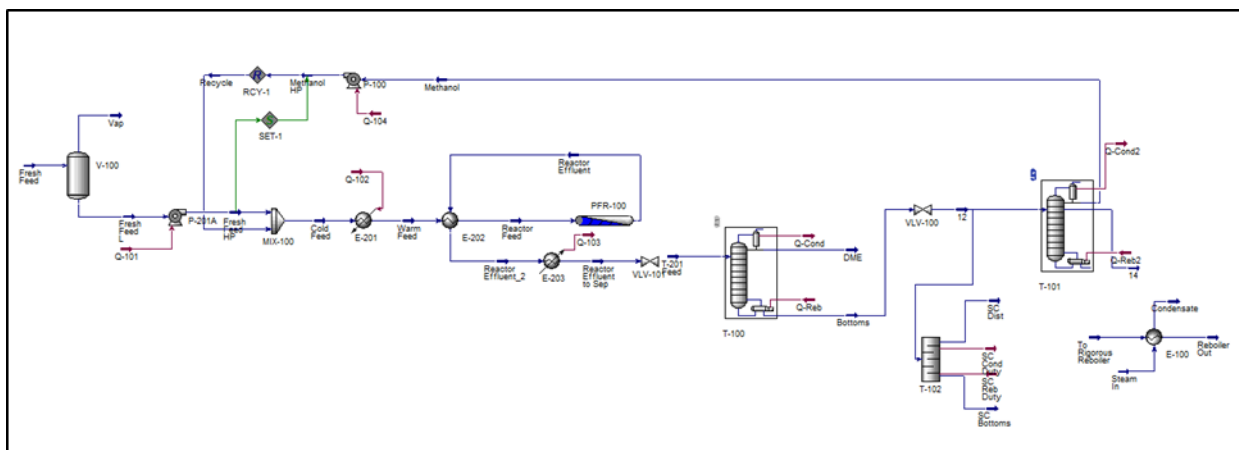 Vap
Fresh
Feed
V-100
Fresh
Feed
L
Q-101
P-201A
Fresh
Feed
HP
Recycle
RCY-1
Methanol
HP
P-100
Methanol
Q-104
SET-1
MIX-100
Cold
Feed
Q-102
E-201
Warm
Feed
E-202
Reactor
Feed
Reactor
Effluent
PFR-100
Reactor
Effluent_2
Q-103
E-203
Reactor
Effluent
to Sep
VLV-101
T-201
Feed
Q-Cond
DME
Q-Reb
T-100
Bottoms
VLV-100
12
Q-Cond2
Q-Reb2
14
T-101
SC
Dist
SC
Cond
Duty
SC
Reb
Duty
T-102
SC
Bottoms
Condensate
To
Rigorous
Reboiler
E-100
Reboiler
Out
Steam
In